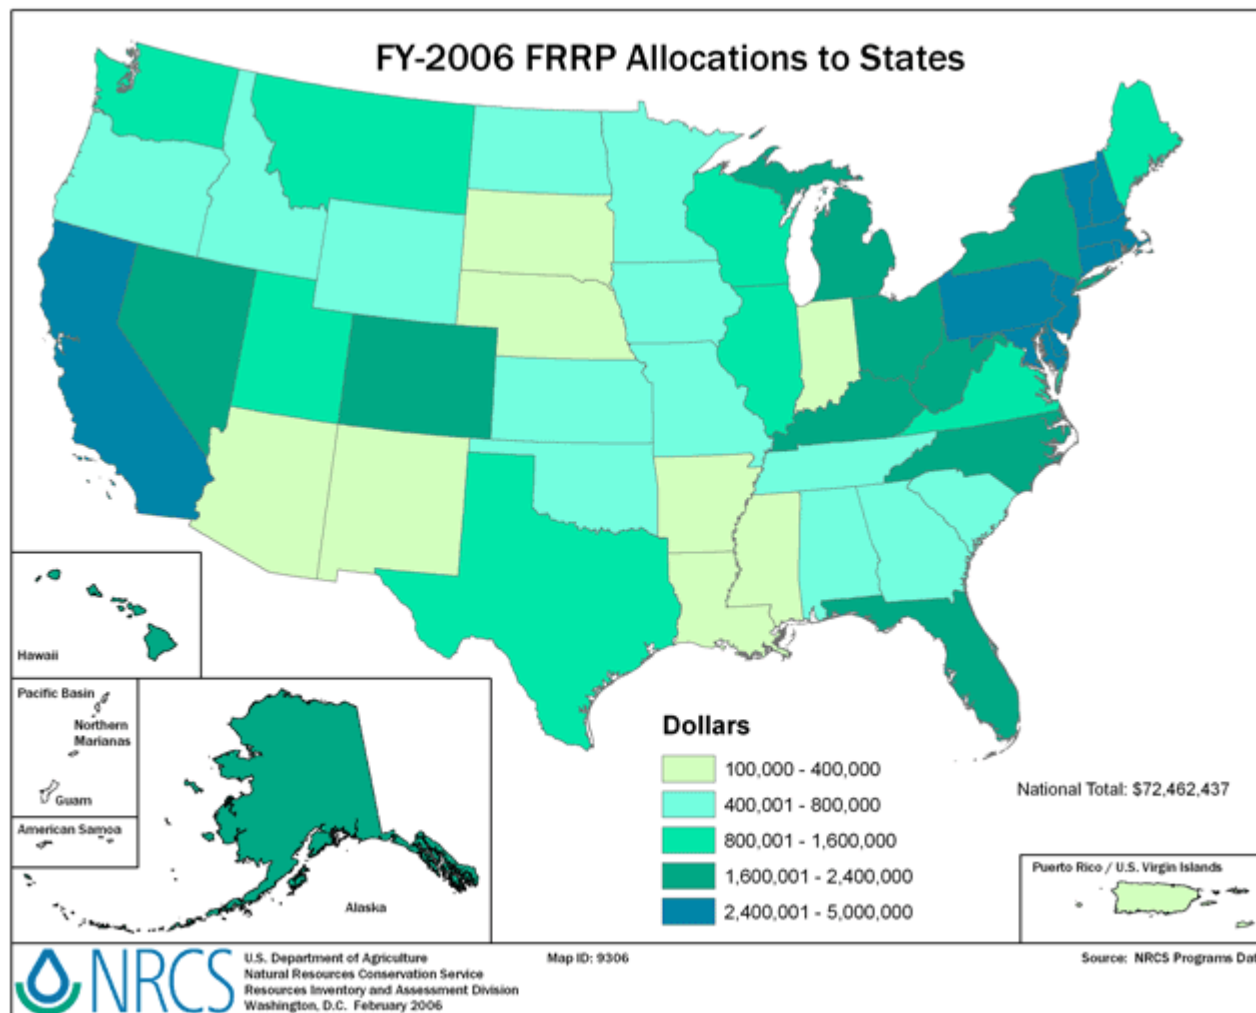 FY-2006 FRRP Allocations to States
Hawaii
Pacific Basin
Northern
Marianas
Guam
American Samoa
Alaska
Dollars
100,000 - 400,000
400,001 - 800,000
800,001 - 1,600,000
1,600,001 - 2,400,000
2,400,001 - 5,000,000
National Total: $72,462,437
Puerto Rico / U.S. Virgin Islands
NRCS
U.S. Department of Agriculture
Natural Resources Conservation Service
Resources Inventory and Assessment Division
Washington, D.C. February 2006
Map ID: 9306
Source: NRCS Programs Dat